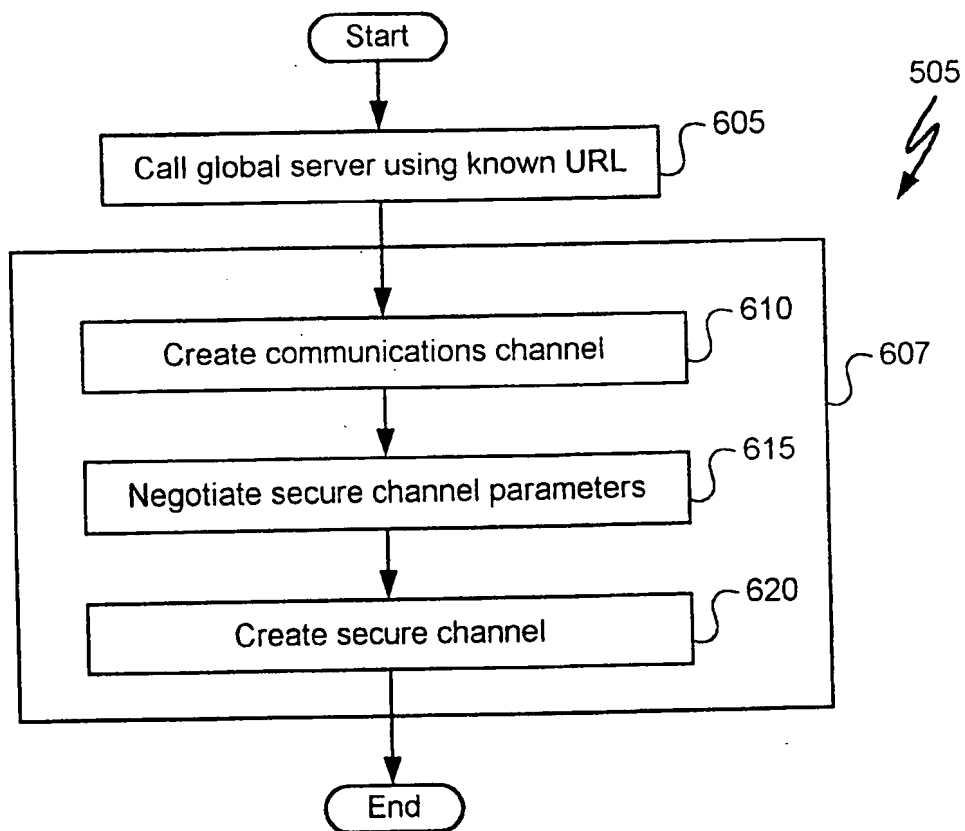 Start
505
605
Call global server using known URL
610
Create communications channel
607
615
Negotiate secure channel parameters
620
Create secure channel
End